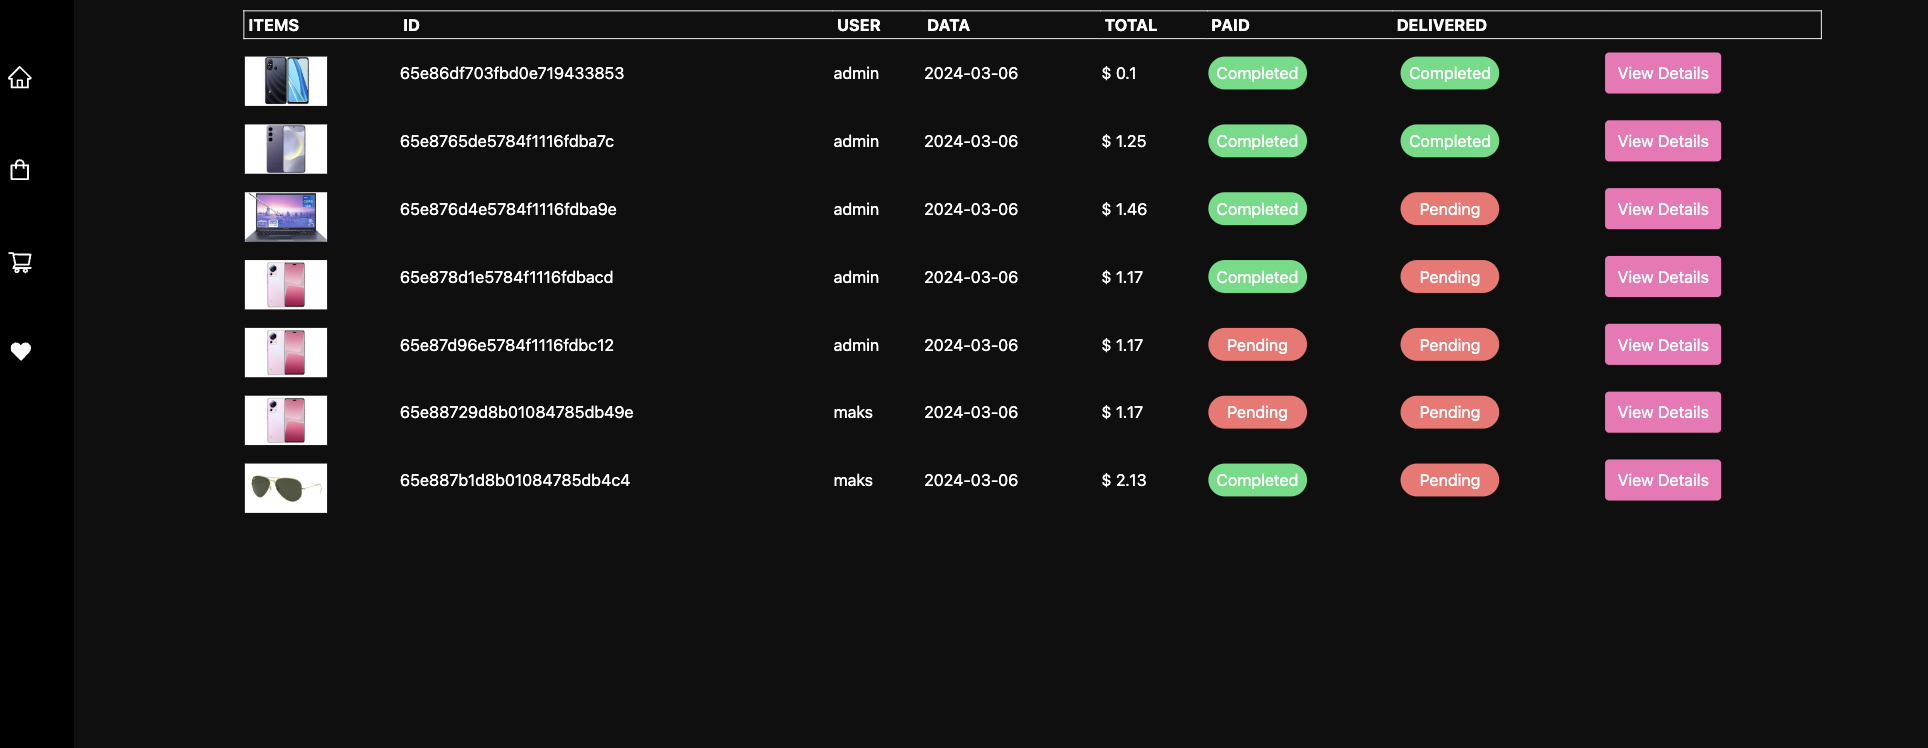 ITEMS ID USER DATA TOTAL PAID DELIVERED
65e86df703fbd0e719433853 admin 2024-03-06 $ 0.1 Completed Completed View Details
65e8765de5784f1116fdba7c admin 2024-03-06 $ 1.25 Completed Completed View Details
65e876d4e5784f1116fdba9e admin 2024-03-06 $ 1.46 Completed Pending View Details
65e878d1e5784f1116fdbacd admin 2024-03-06 $ 1.17 Completed Pending View Details
65e87d96e5784f1116fdbc12 admin 2024-03-06 $ 1.17 Pending Pending View Details
65e88729d8b01084785db49e maks 2024-03-06 $ 1.17 Pending Pending View Details
65e887b1d8b01084785db4c4 maks 2024-03-06 $ 2.13 Completed Pending View Details